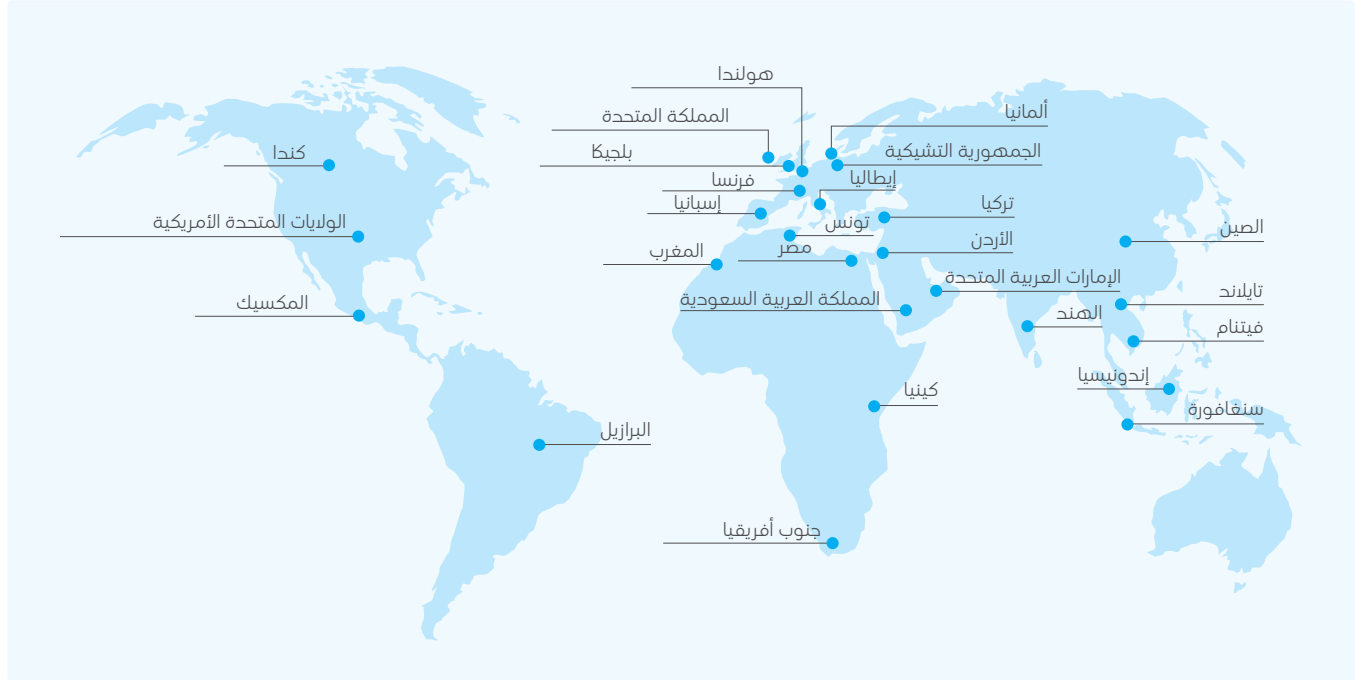 هولندا
ألمانيا
المملكة المتحدة
الجمهورية التشيكية
بلجيكا
كندا
إيطاليا
فرنسا
تركيا
إسبانيا
الولايات المتحدة الأمريكية
تونس
الصين
الأردن
مصر
المغرب
الإمارات العربية المتحدة
تايلاند
المملكة العربية السعودية
المكسيك
الهند
فيتنام
إندونيسيا
كينيا
سنغافورة
البرازيل
جنوب أفريقيا